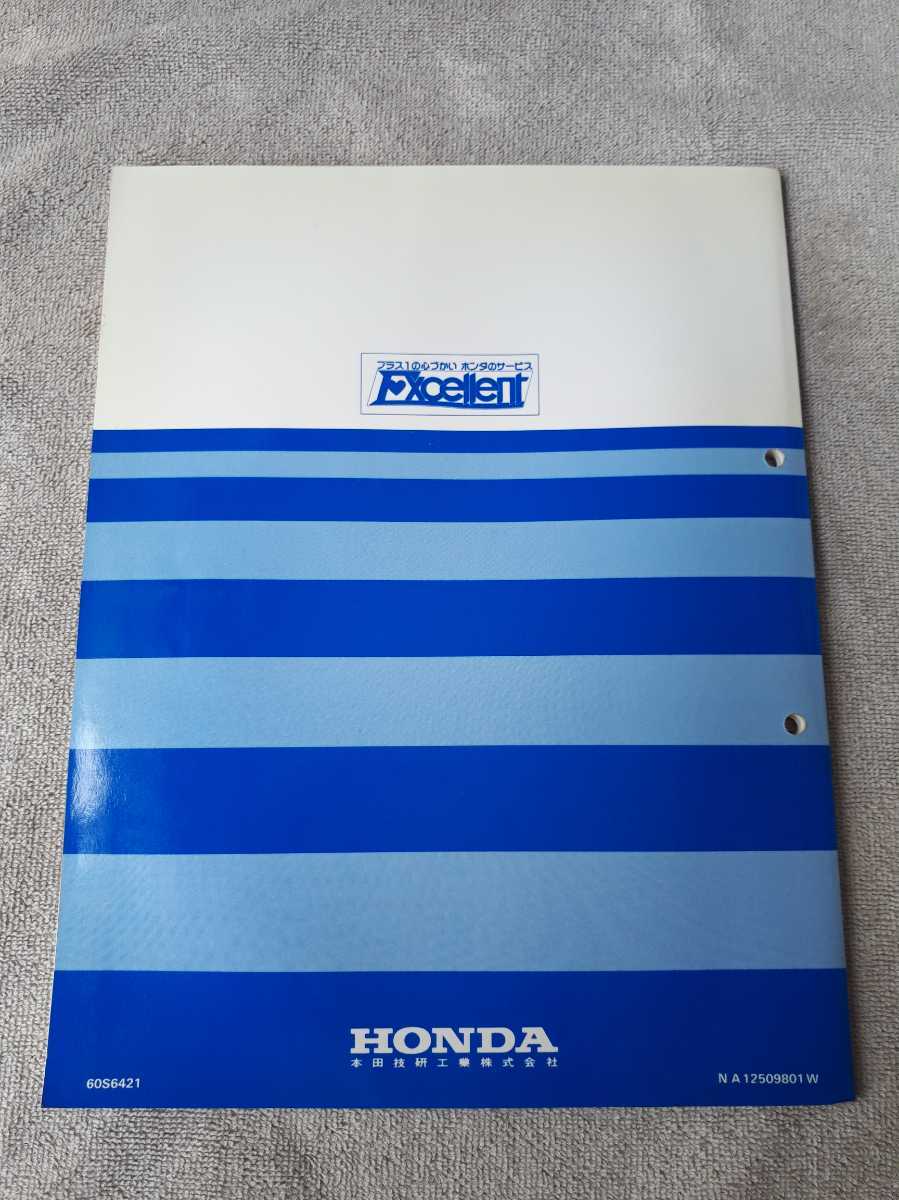 プラス1の心づかい ホンダのサービス
Excellent
HONDA
本田技研工業株式会社
60S6421
N A 12509801 W